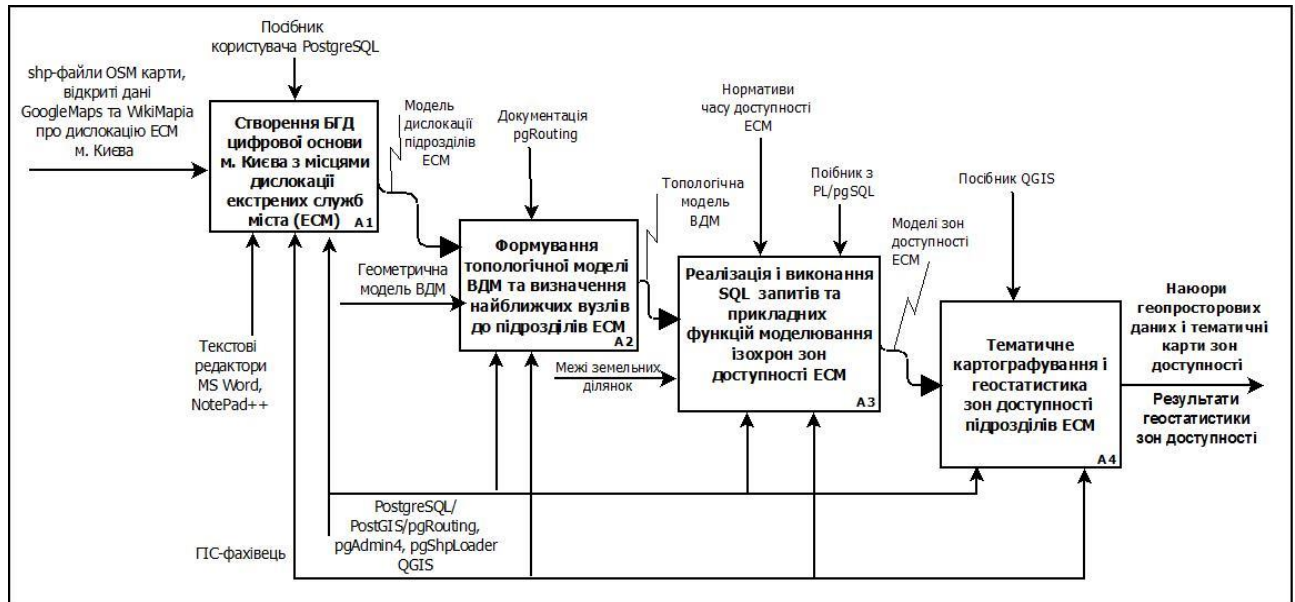 Посібник
користувача PostgreSQL
shp-файли OSM карти,
відкриті дані
GoogleMaps та WikiMapia
про дислокацію ЕСМ
м. Києва
Створення БГД
цифрової основи
м. Києва з місцями
дислокації
екстрених служб
міста (ЕСМ)
A1
Модель
дислокації
підрозділів
ЕСМ
Документація
pgRouting
Геометрична
модель ВДМ
Формування
топологічної моделі
ВДМ та визначення
найближчих вузлів
до підрозділів ЕСМ
A2
Топологічна
модель
ВДМ
Нормативи
часу доступності
ЕСМ
Поібник з
PL/pgSQL
Межі земельних
ділянок
Реалізація і виконання
SQL запитів та
прикладних
функцій моделювання
ізохрон зон
доступності ЕСМ
A3
Моделі зон
доступності
ЕСМ
Посібник QGIS
Тематичне
картографування і
геостатистика
зон доступності
підрозділів ЕСМ
A4
Наюори
геопросторових
даних і тематичні
карти зон
доступності
Результати
геостатистики
зон доступності
Текстові
редактори
MS Word,
NotePad++
PostgreSQL/
PostGIS/pgRouting,
pgAdmin4, pgShpLoader
QGIS
ГІС-фахівець